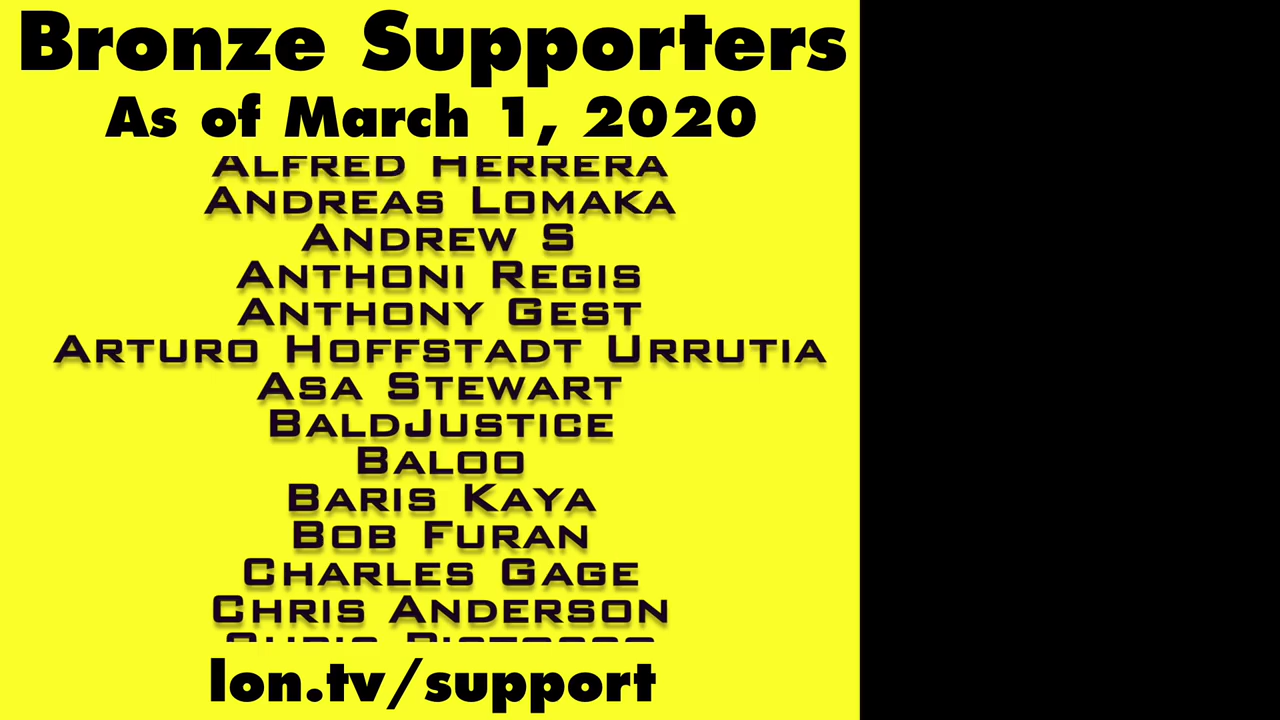 Bronze Supporters
As of March 1, 2020
Alfred Herrera
Andreas Lomaka
Andrew S
Anthoni Regis
Anthony Gest
Arturo Hoffstadt Urrutia
Asa Stewart
BaldJustice
Baloo
Baris Kaya
Bob Furan
Charles Gage
Chris Anderson
Chris
lon.tv/support